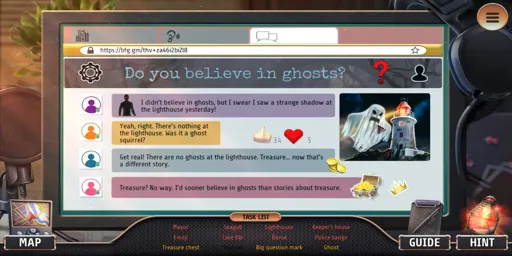 https://bfg.gm/thv+za46i2biZl8
Do you believe in ghosts?
I didn't believe in ghosts, but I swear I saw a strange shadow at
the lighthouse yesterday!
Yeah, right. There's nothing at
the lighthouse. Was it a ghost
squirrel?
34
5
Get real! There are no ghosts at the lighthouse. Treasure... now that's
a different story.
Treasure? No way. I'd sooner believe in ghosts than stories about treasure.
TASK LIST
Mayor
Seagull
Lighthouse
Keeper's house
Emoji
Case file
Police badge
Treasure chest
Big question mark
Ghost
MAP
GUIDE
HINT